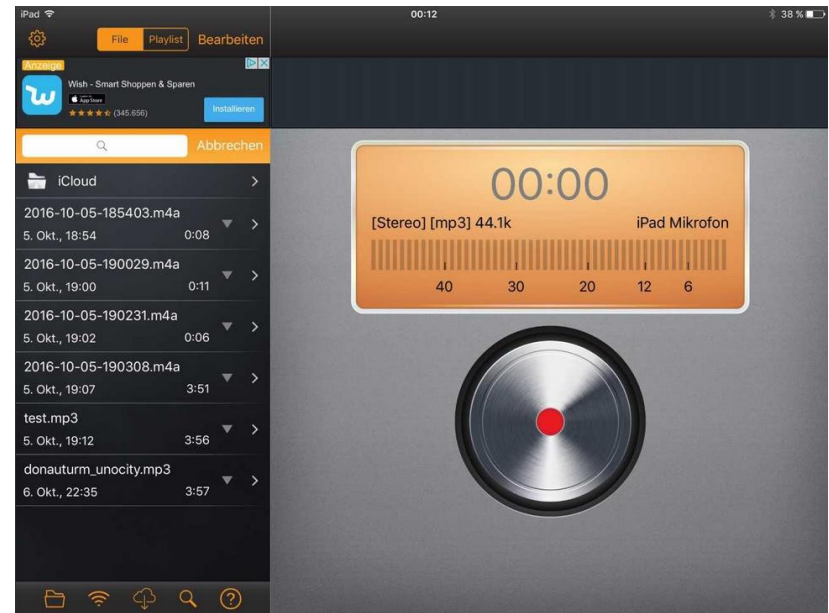 iPad 00:12 38 %
File Playlist Bearbeiten
Anzeige
Wish - Smart Shoppen & Sparen
App Store
(345.656) Installieren
Abbrechen
iCloud
2016-10-05-185403.m4a
5. Okt., 18:54 0:08
2016-10-05-190029.m4a
5. Okt., 19:00 0:11
2016-10-05-190231.m4a
5. Okt., 19:02 0:06
2016-10-05-190308.m4a
5. Okt., 19:07 3:51
test.mp3
5. Okt., 19:12 3:56
donauturm_unocity.mp3
6. Okt., 22:35 3:57
?
00:00
[Stereo] [mp3] 44.1k iPad Mikrofon
40 30 20 12 6